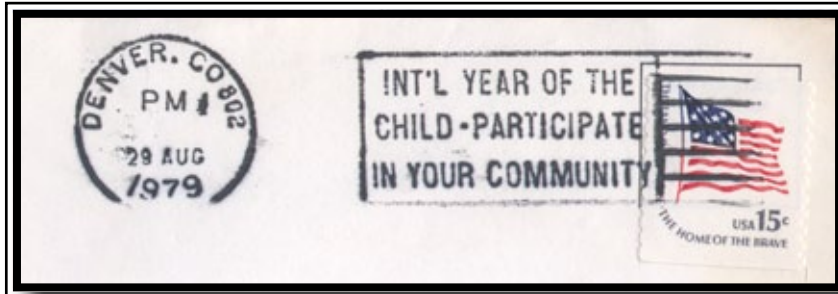 DENVER, CO 802
PM
29 AUG
1979
INT'L YEAR OF THE
CHILD-PARTICIPATE
IN YOUR COMMUNITY
USA 15c
THE HOME OF THE BRAVE